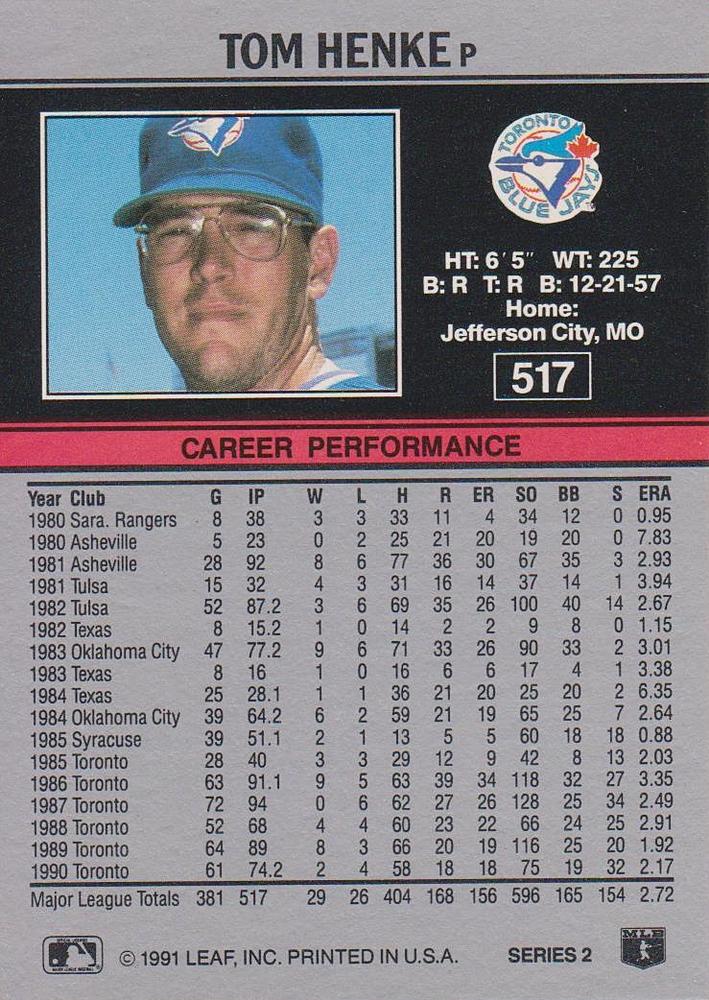 TOM HENKE P
TORONTO
BLUE JAYS
HT: 6'5" WT: 225
B: R T: R B: 12-21-57
Home:
Jefferson City, MO
517
CAREER PERFORMANCE
Year Club G IP W L H R ER SO BB S ERA
1980 Sara. Rangers 8 38 3 3 33 11 4 34 12 0 0.95
1980 Asheville 5 23 0 2 25 21 20 19 20 0 7.83
1981 Asheville 28 92 8 6 77 36 30 67 35 3 2.93
1981 Tulsa 15 32 4 3 31 16 14 37 14 1 3.94
1982 Tulsa 52 87.2 3 6 69 35 26 100 40 14 2.67
1982 Texas 8 15.2 1 0 14 2 2 9 8 0 1.15
1983 Oklahoma City 47 77.2 9 6 71 33 26 90 33 2 3.01
1983 Texas 8 16 1 0 16 6 6 17 4 1 3.38
1984 Texas 25 28.1 1 1 36 21 20 25 20 2 6.35
1984 Oklahoma City 39 64.2 6 2 59 21 19 65 25 7 2.64
1985 Syracuse 39 51.1 2 1 13 5 5 60 18 18 0.88
1985 Toronto 28 40 3 3 29 12 9 42 8 13 2.03
1986 Toronto 63 91.1 9 5 63 39 34 118 32 27 3.35
1987 Toronto 72 94 0 6 62 27 26 128 25 34 2.49
1988 Toronto 52 68 4 4 60 23 22 66 24 25 2.91
1989 Toronto 64 89 8 3 66 20 19 116 25 20 1.92
1990 Toronto 61 74.2 2 4 58 18 18 75 19 32 2.17
Major League Totals 381 517 29 26 404 168 156 596 165 154 2.72
© 1991 LEAF, INC. PRINTED IN U.S.A. SERIES 2
MLB